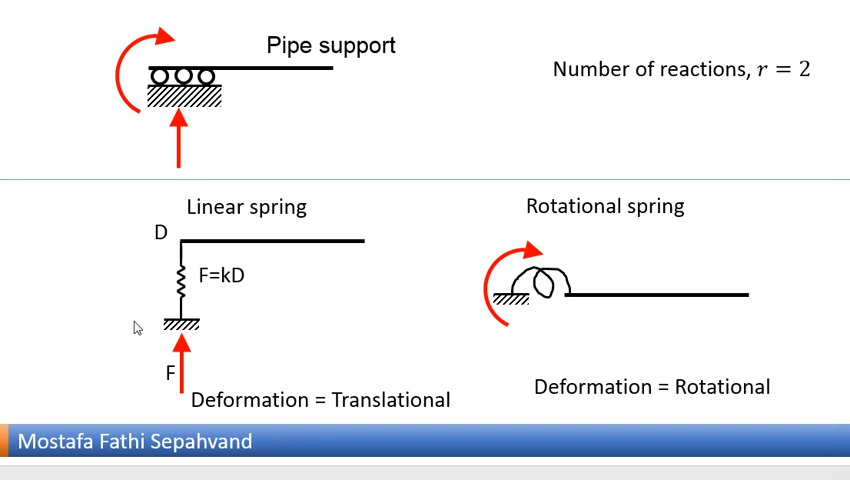 Pipe support
Number of reactions, r = 2
Linear spring
Rotational spring
D
F=kD
F
Deformation = Translational
Deformation = Rotational
Mostafa Fathi Sepahvand